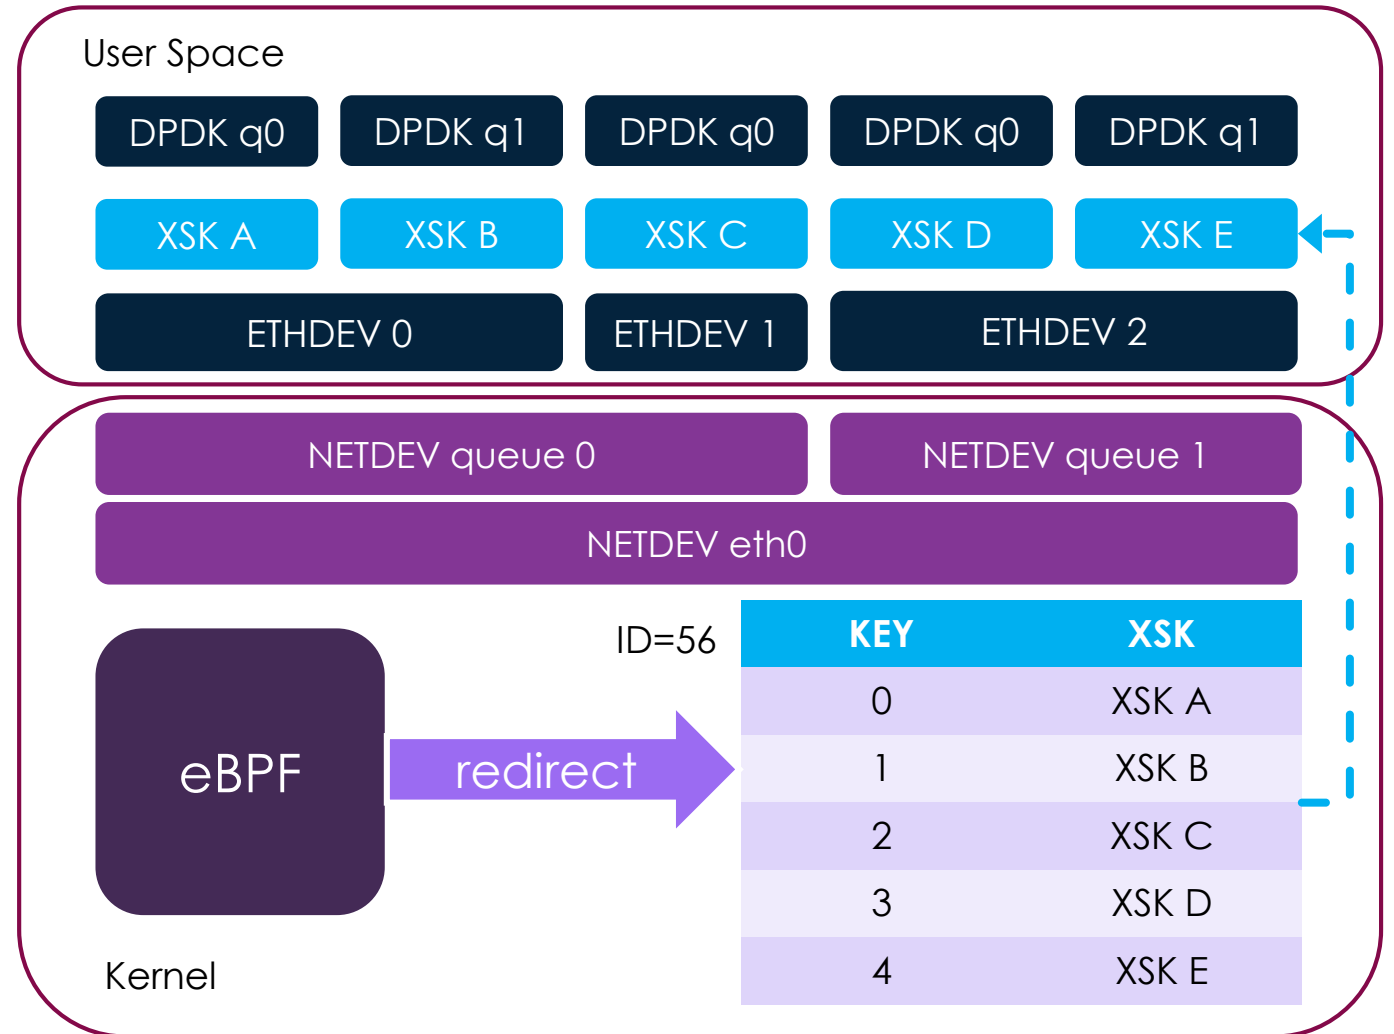 User Space
DPDK q0 DPDK q1 DPDK q0 DPDK q0 DPDK q1
XSK A XSK B XSK C XSK D XSK E
ETHDEV 0 ETHDEV 1 ETHDEV 2
NETDEV queue 0 NETDEV queue 1
NETDEV eth0
ID=56
KEY XSK
0 XSK A
1 XSK B
2 XSK C
3 XSK D
4 XSK E
eBPF
redirect
Kernel